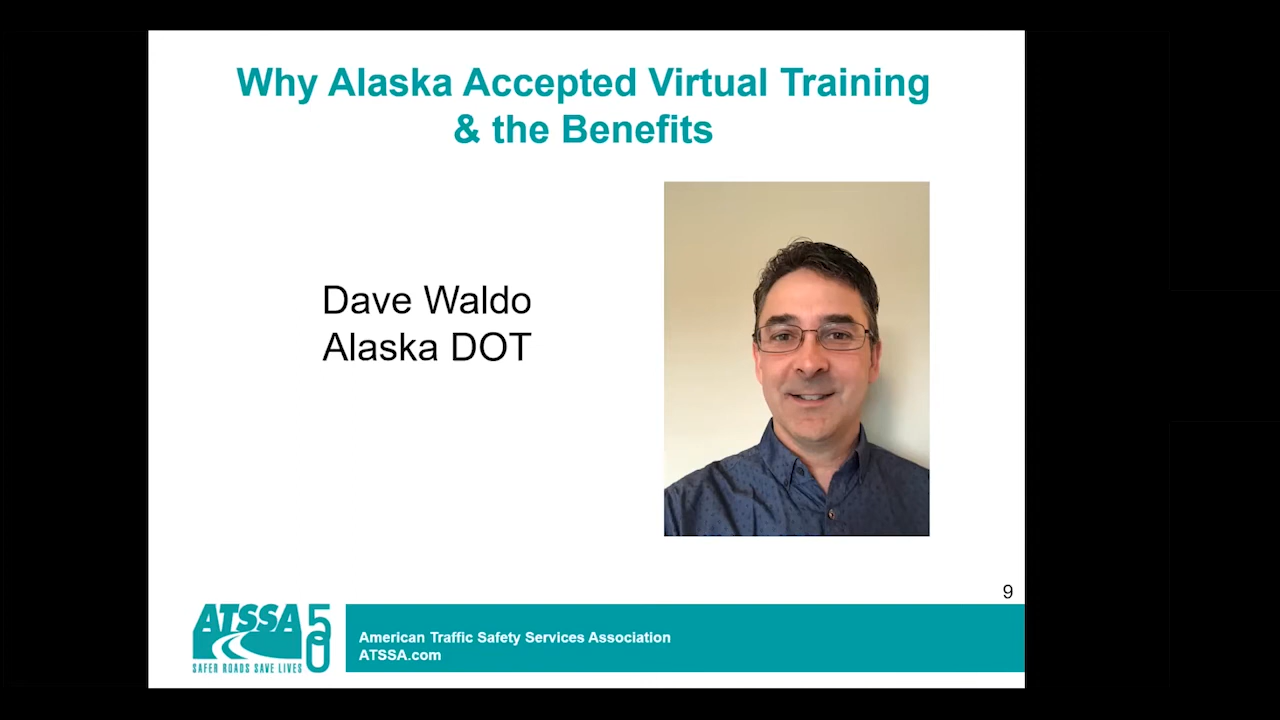 Why Alaska Accepted Virtual Training
& the Benefits
Dave Waldo
Alaska DOT
9
ATSSA 50
SAFER ROADS SAVE LIVES
American Traffic Safety Services Association
ATSSA.com